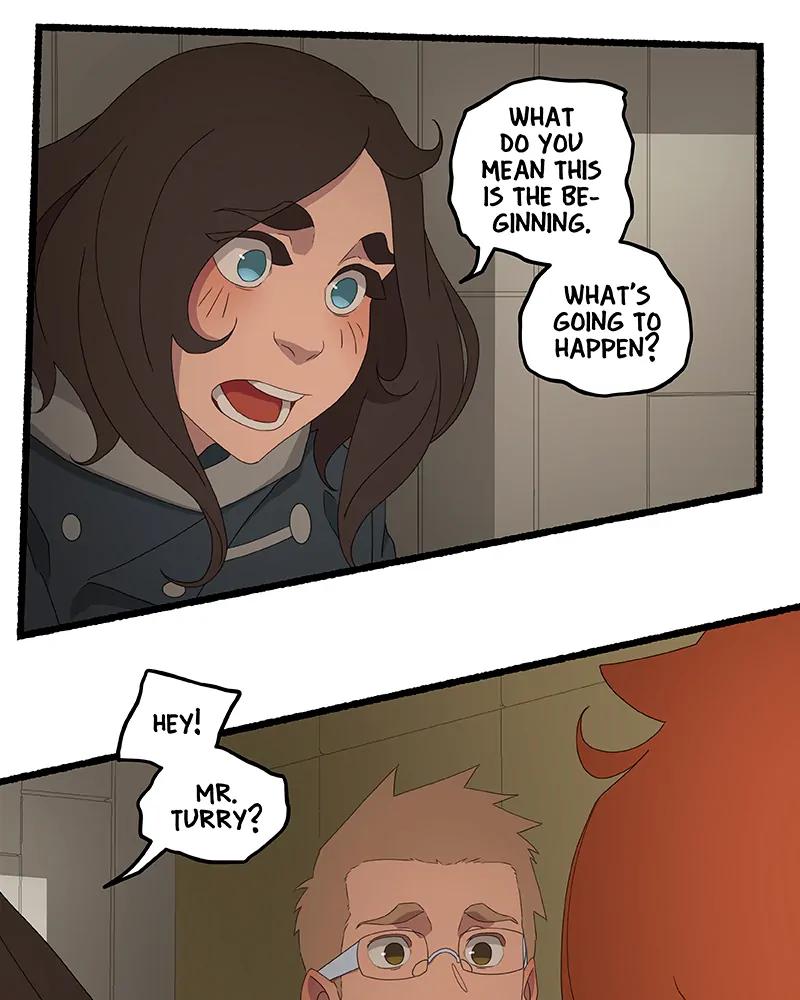 WHAT
DO YOU
MEAN THIS
IS THE BE-
GINNING.
WHAT'S
GOING TO
HAPPEN?
HEY!
MR.
TURRY?